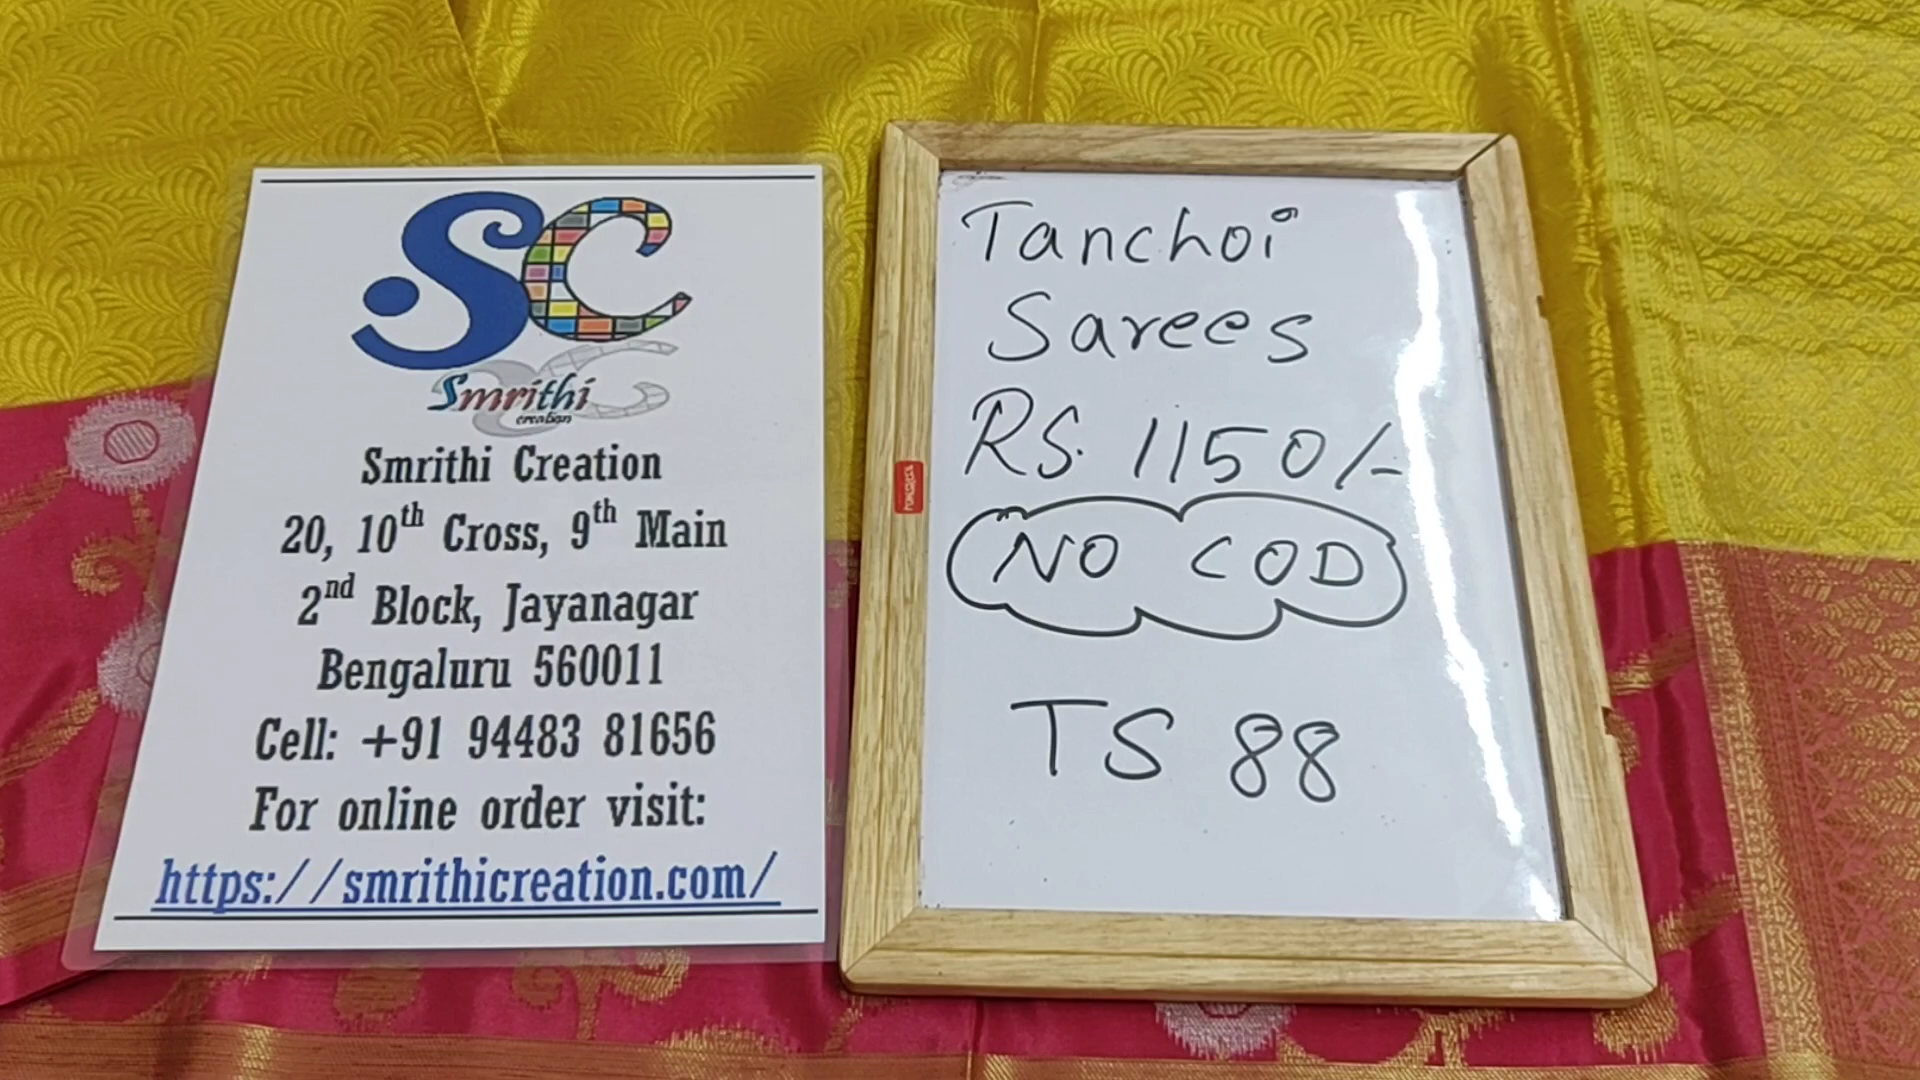 SC
Smrithi
creation
Smrithi Creation
20, 10th Cross, 9th Main
2nd Block, Jayanagar
Bengaluru 560011
Cell: +91 94483 81656
For online order visit:
https://smrithicreation.com/
Tanchoi
Sarees
RS. 1150/-
NO COD
TS 88